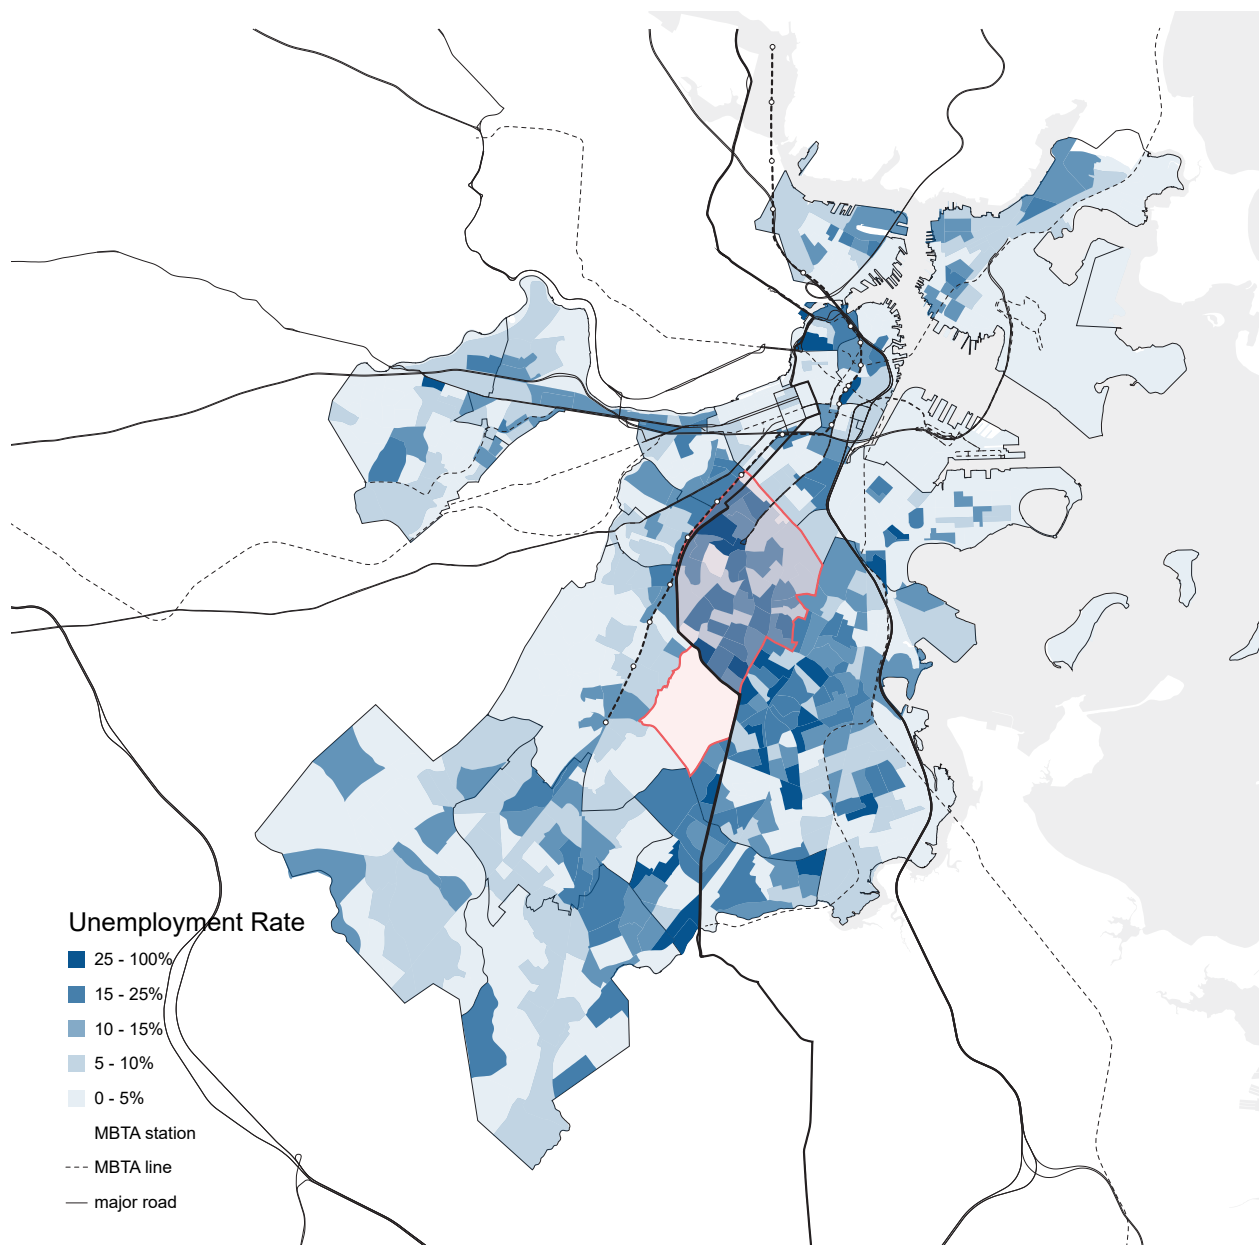 Unemployment Rate
25 - 100%
15 - 25%
10 - 15%
5 - 10%
0 - 5%
MBTA station
MBTA line
major road